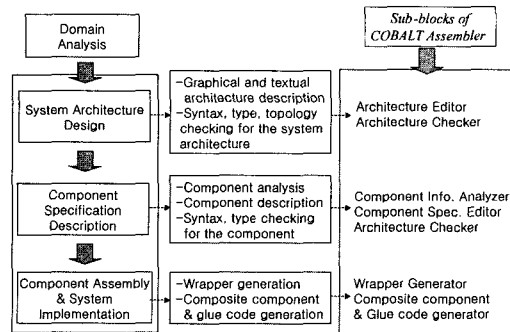 Domain
Analysis
Sub-blocks of
COBALT Assembler
System Architecture
Design
-Graphical and textual
architecture description
-Syntax, type, topology
checking for the system
architecture
Architecture Editor
Architecture Checker
Component
Specification
Description
-Component analysis
-Component description
-Syntax, type checking
for the component
Component Info. Analyzer
Component Spec. Editor
Architecture Checker
Component Assembly
& System
Implementation
-Wrapper generation
-Composite component
& glue code generation
Wrapper Generator
Composite component
& Glue code generator